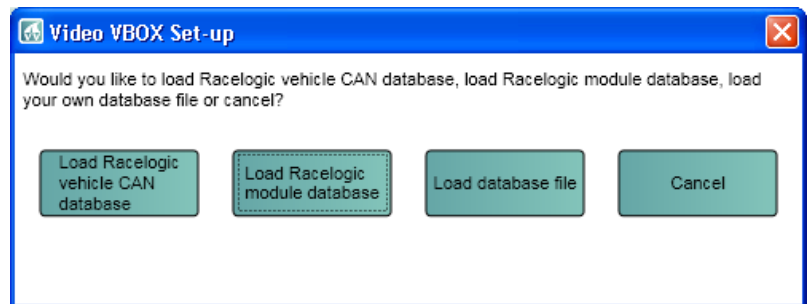 Video VBOX Set-up
Would you like to load Racelogic vehicle CAN database, load Racelogic module database, load
your own database file or cancel?
Load Racelogic
vehicle CAN
database
Load Racelogic
module database
Load database file
Cancel